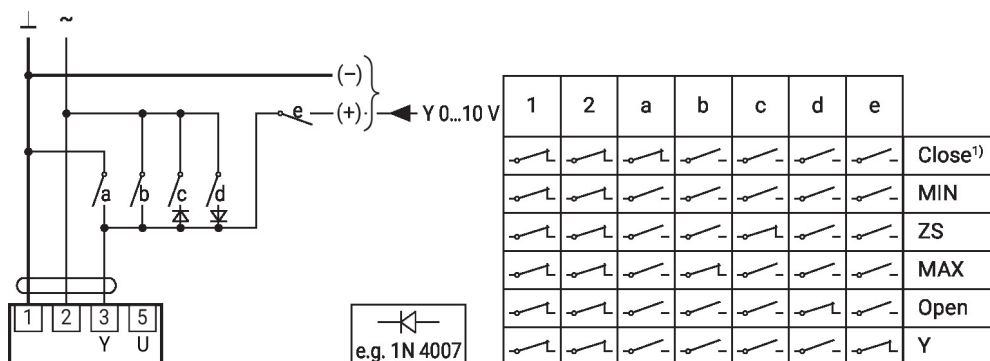 ⊥ ~
(–)
e (+) Y 0...10 V
a b c d
1 2 3 5
Y U
e.g. 1N 4007
1 2 a b c d e
Close1)
MIN
ZS
MAX
Open
Y